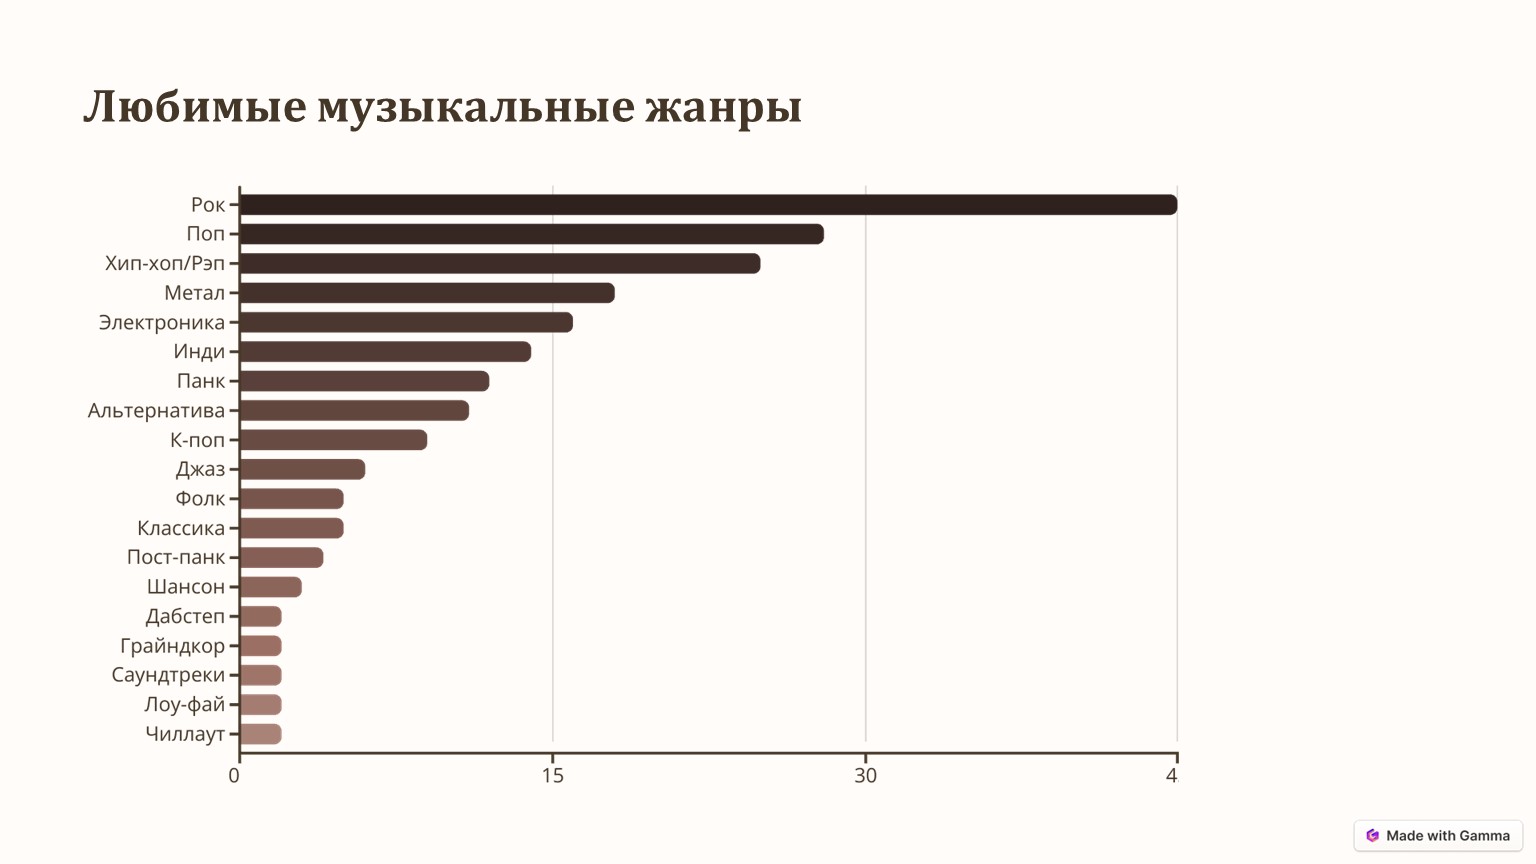 Любимые музыкальные жанры
Рок
Поп
Хип-хоп/Рэп
Метал
Электроника
Инди
Панк
Альтернатива
К-поп
Джаз
Фолк
Классика
Пост-панк
Шансон
Дабстеп
Грайндкор
Саундтреки
Лоу-фай
Чиллаут
0 15 30
Made with Gamma